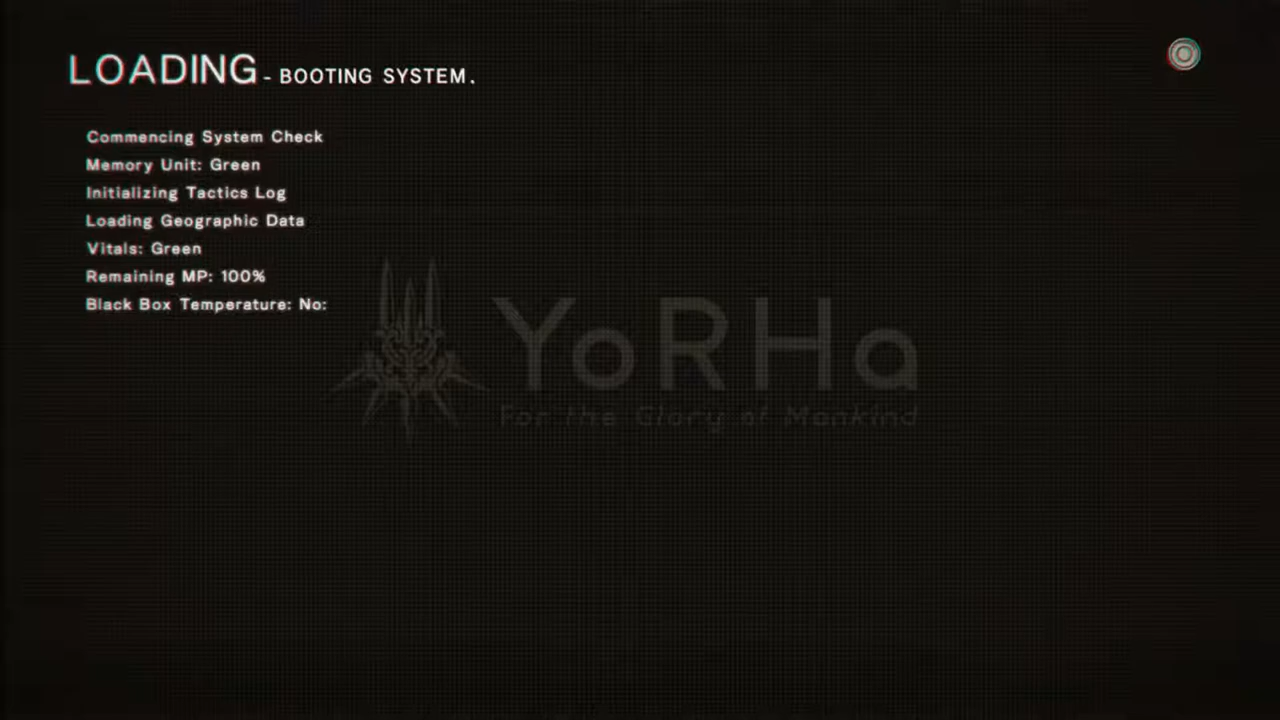 LOADING - BOOTING SYSTEM.
Commencing System Check
Memory Unit: Green
Initializing Tactics Log
Loading Geographic Data
Vitals: Green
Remaining MP: 100%
Black Box Temperature: No:
YoRHa
For the Glory of Mankind